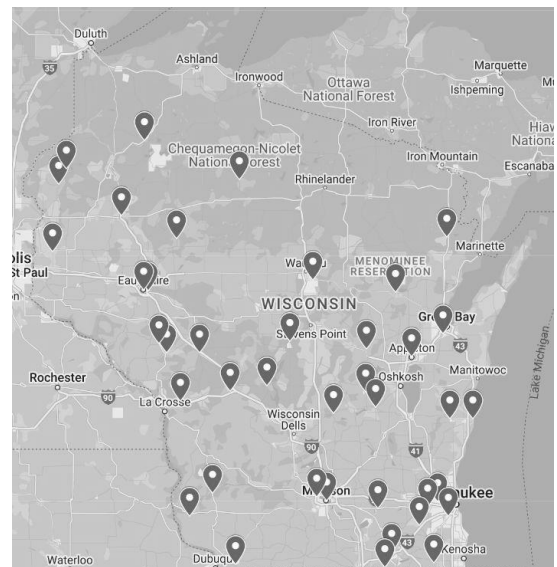 Duluth
35
Ashland
Ironwood
Marquette
Ishpeming
Ottawa
National Forest
Iron River
Chequamegon-Nicolet
National Forest
Iron Mountain
Escanaba
Rhinelander
Marinette
MENOMINEE
RESERVATION
St Paul
WISCONSIN
Stevens Point
Green Bay
43
Appleton
Manitowoc
Oshkosh
Lake Michigan
Rochester
90
La Crosse
Wisconsin
Dells
90
41
Madison
43
Kenosha
Waterloo
Dubuque